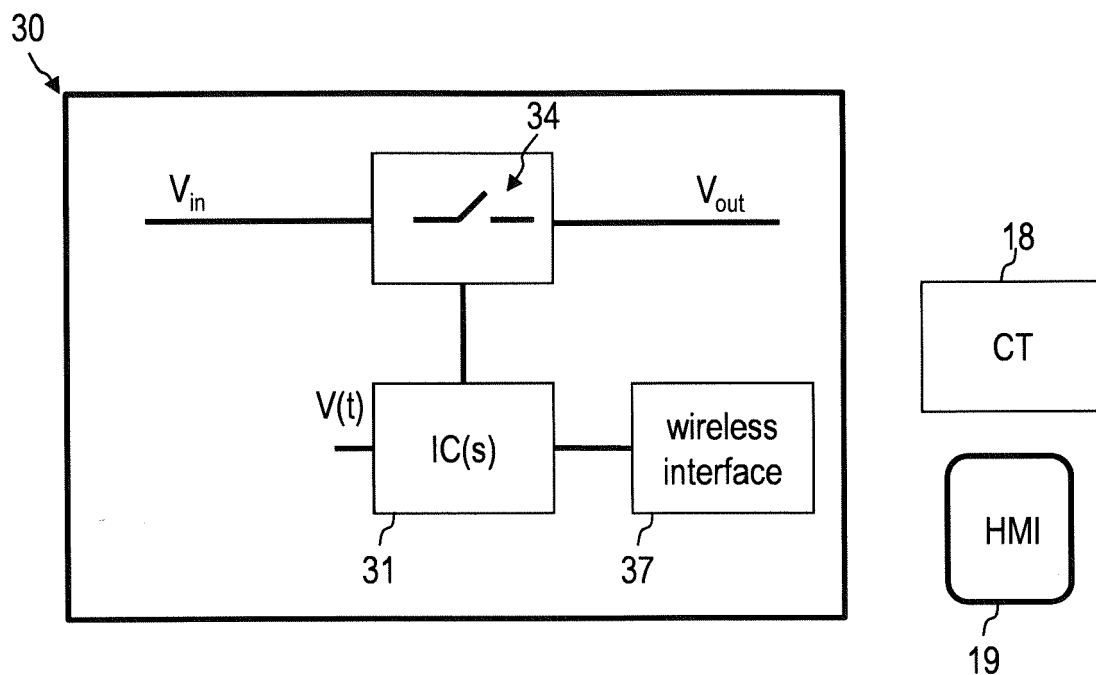 30
34
V_in
V_out
18
CT
V(t)
IC(s)
wireless
interface
HMI
31
37
19